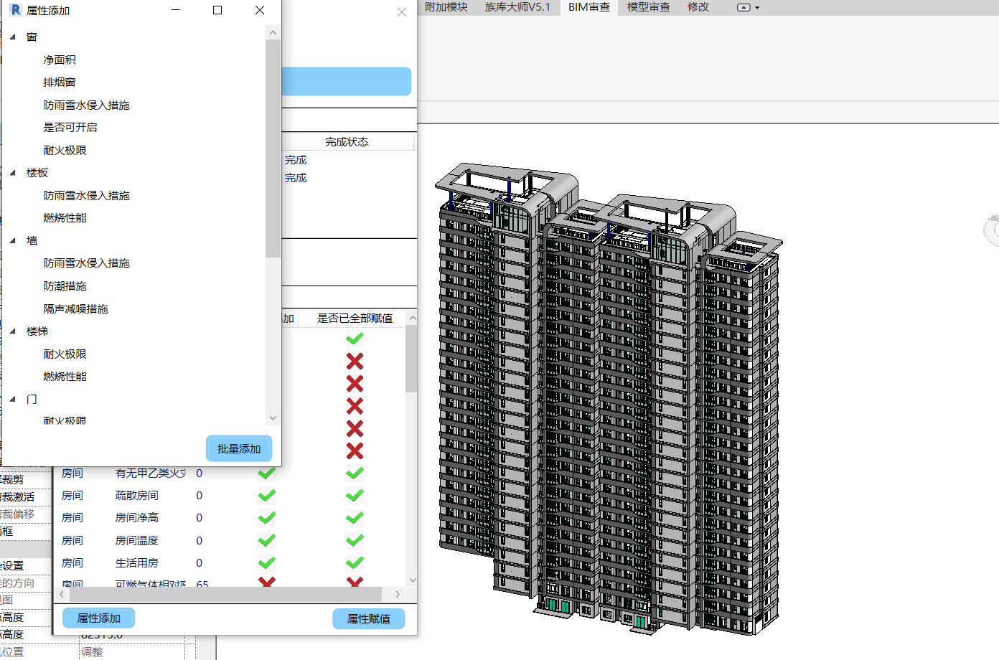 属性添加
附加模块 族库大师V5.1 BIM审查 模型审查 修改
窗
净面积
排烟窗
防雨雪水侵入措施
是否可开启
耐火极限
楼板
防雨雪水侵入措施
燃烧性能
墙
防雨雪水侵入措施
防潮措施
隔声减噪措施
楼梯
耐火极限
燃烧性能
门
耐火极限
批量添加
完成状态
完成
完成
加 是否已全部赋值
房间 有无甲乙类火 0
房间 疏散房间 0
房间 房间净高 0
房间 房间温度 0
房间 生活用房 0
房间 可燃气体相对 65
属性添加 属性赋值
裁剪
裁激活
裁偏移
框
设置
的方向
图
高度
高度 82515.0
位置 调整